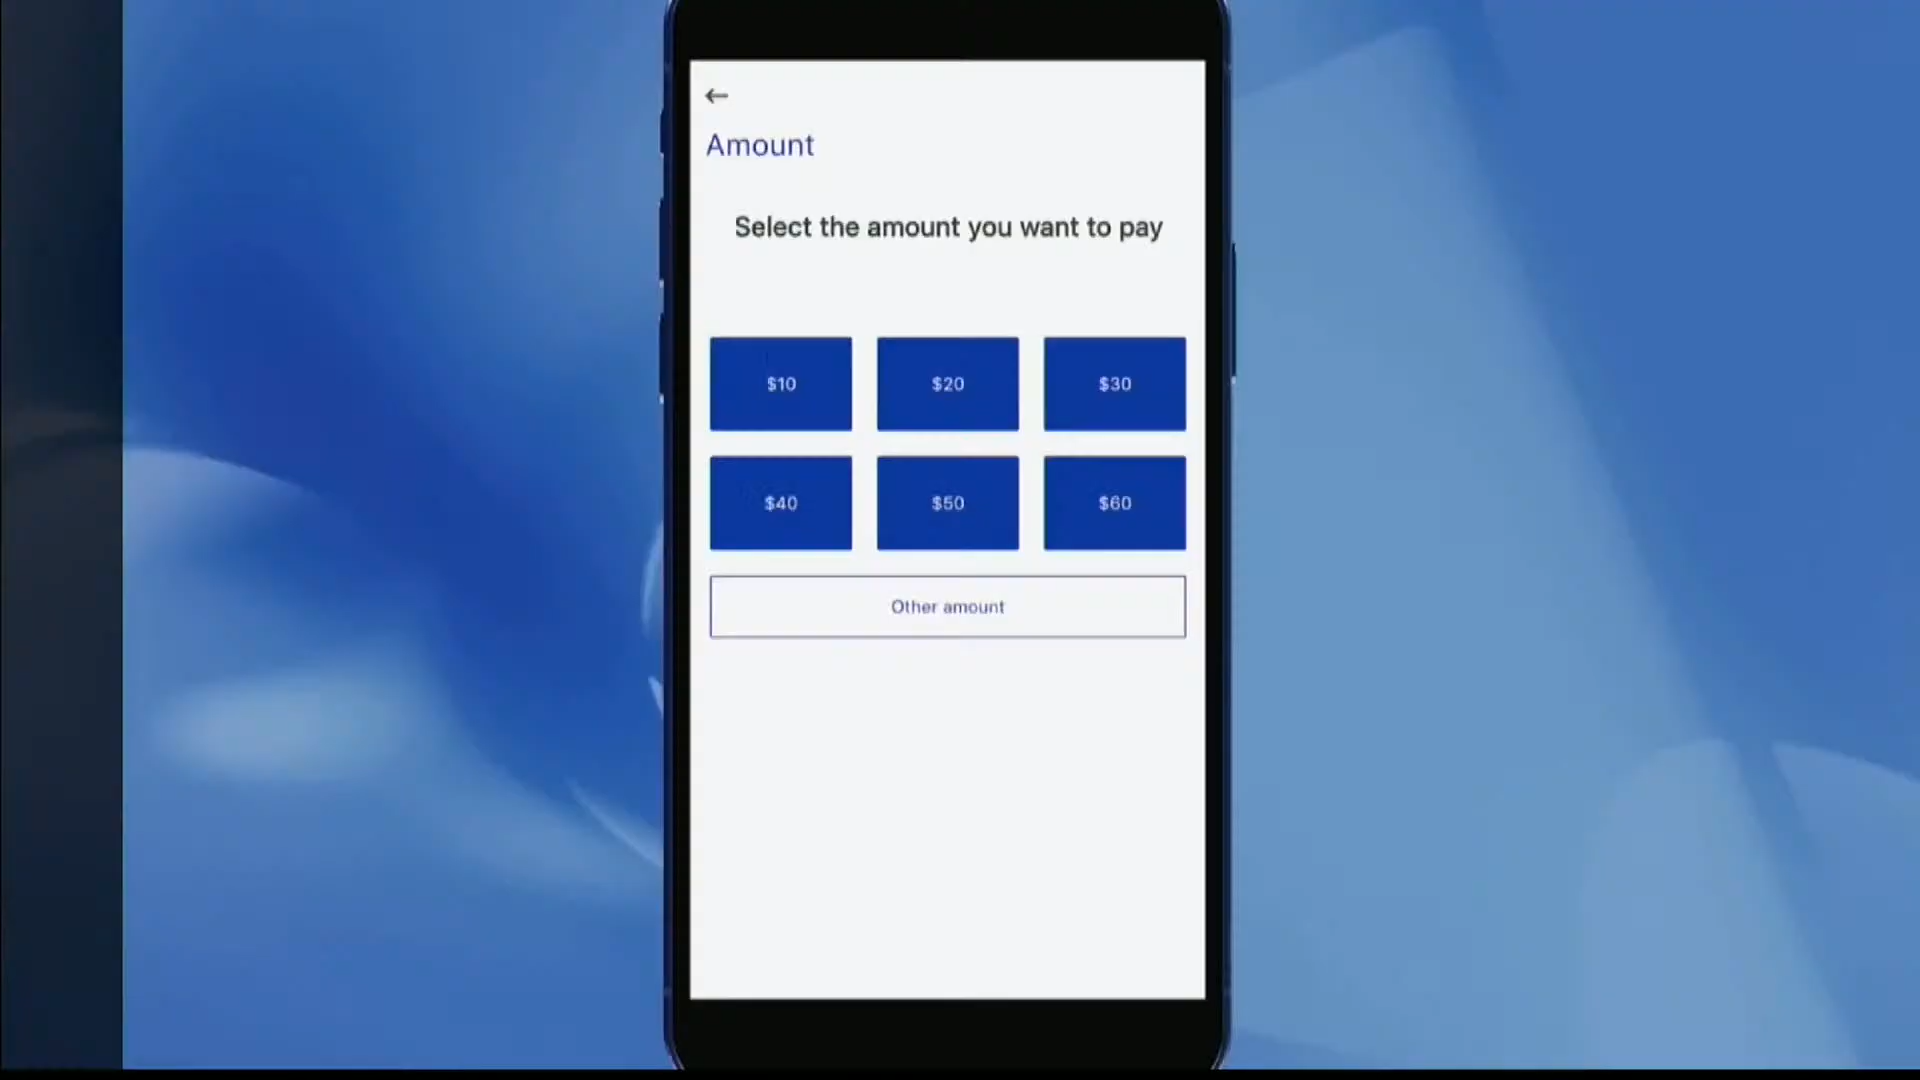 Amount
Select the amount you want to pay
$10 $20 $30
$40 $50 $60
Other amount